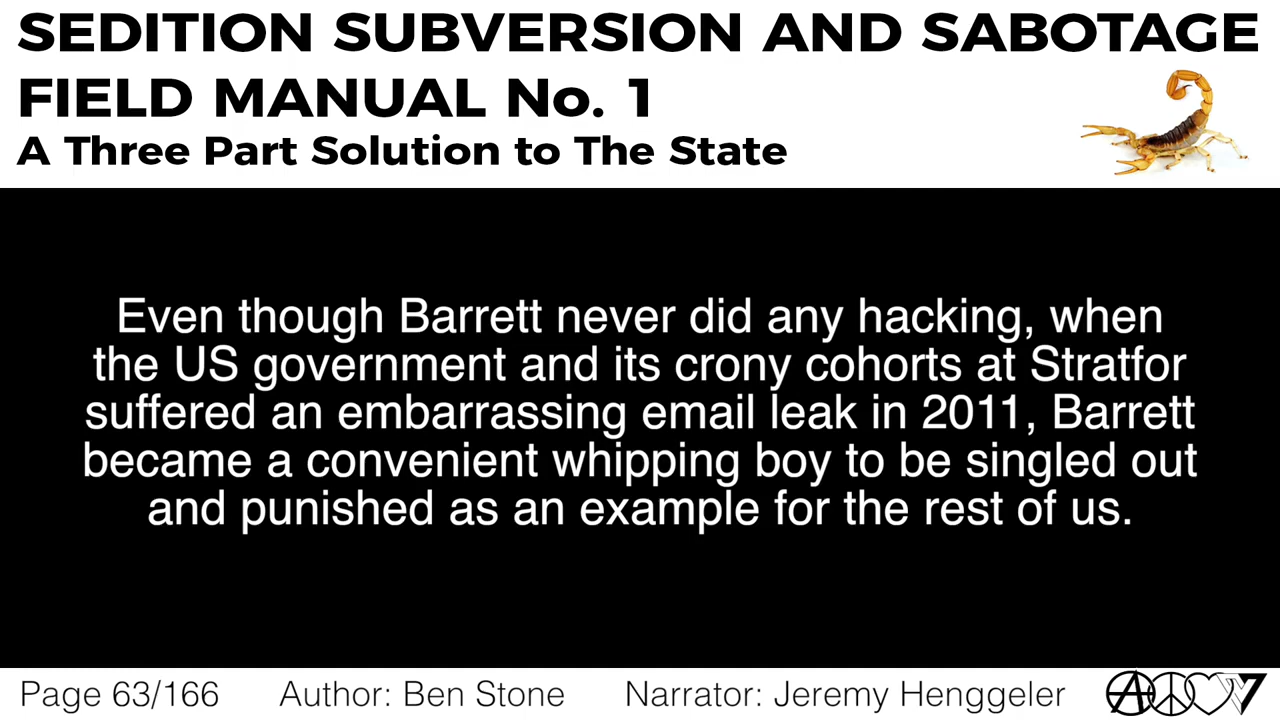 SEDITION SUBVERSION AND SABOTAGE
FIELD MANUAL No. 1
A Three Part Solution to The State
Even though Barrett never did any hacking, when
the US government and its crony cohorts at Stratfor
suffered an embarrassing email leak in 2011, Barrett
became a convenient whipping boy to be singled out
and punished as an example for the rest of us.
Page 63/166 Author: Ben Stone Narrator: Jeremy Henggeler